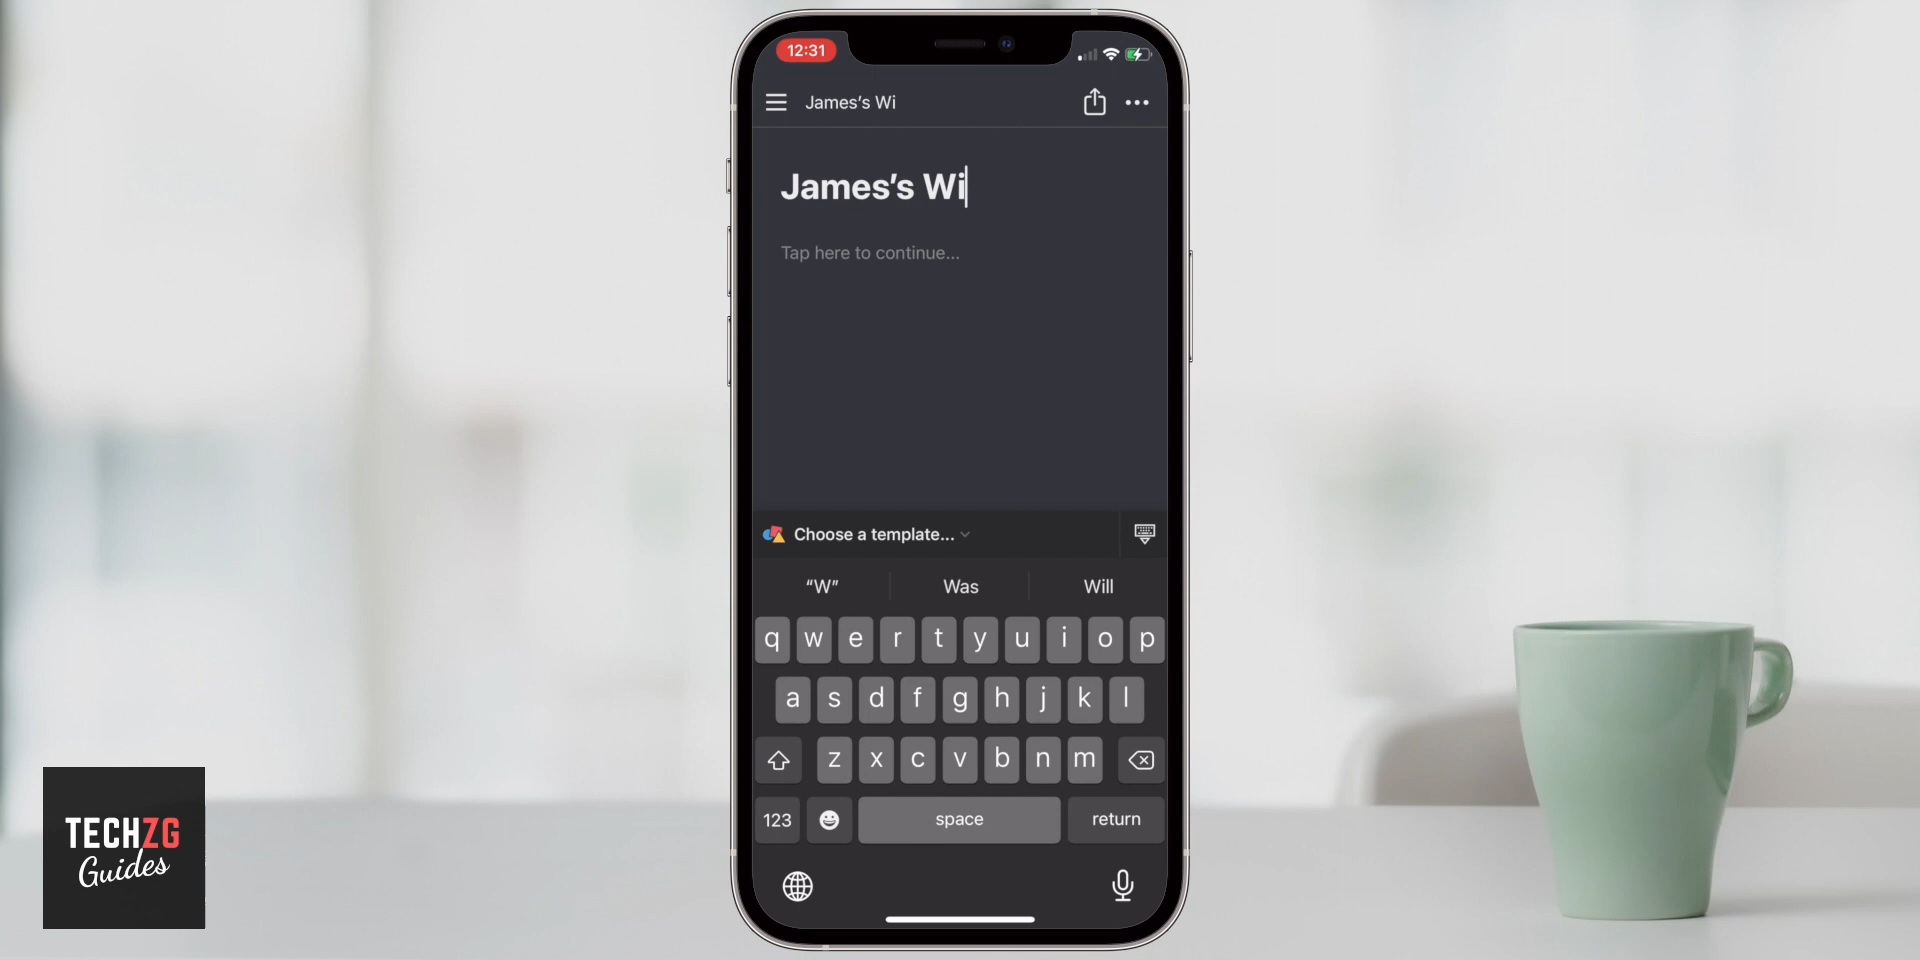 12:31
James’s Wi
James’s Wi
Tap here to continue...
Choose a template...
“W” Was Will
q w e r t y u i o p
a s d f g h j k l
z x c v b n m
123 space return
TECHZG
Guides